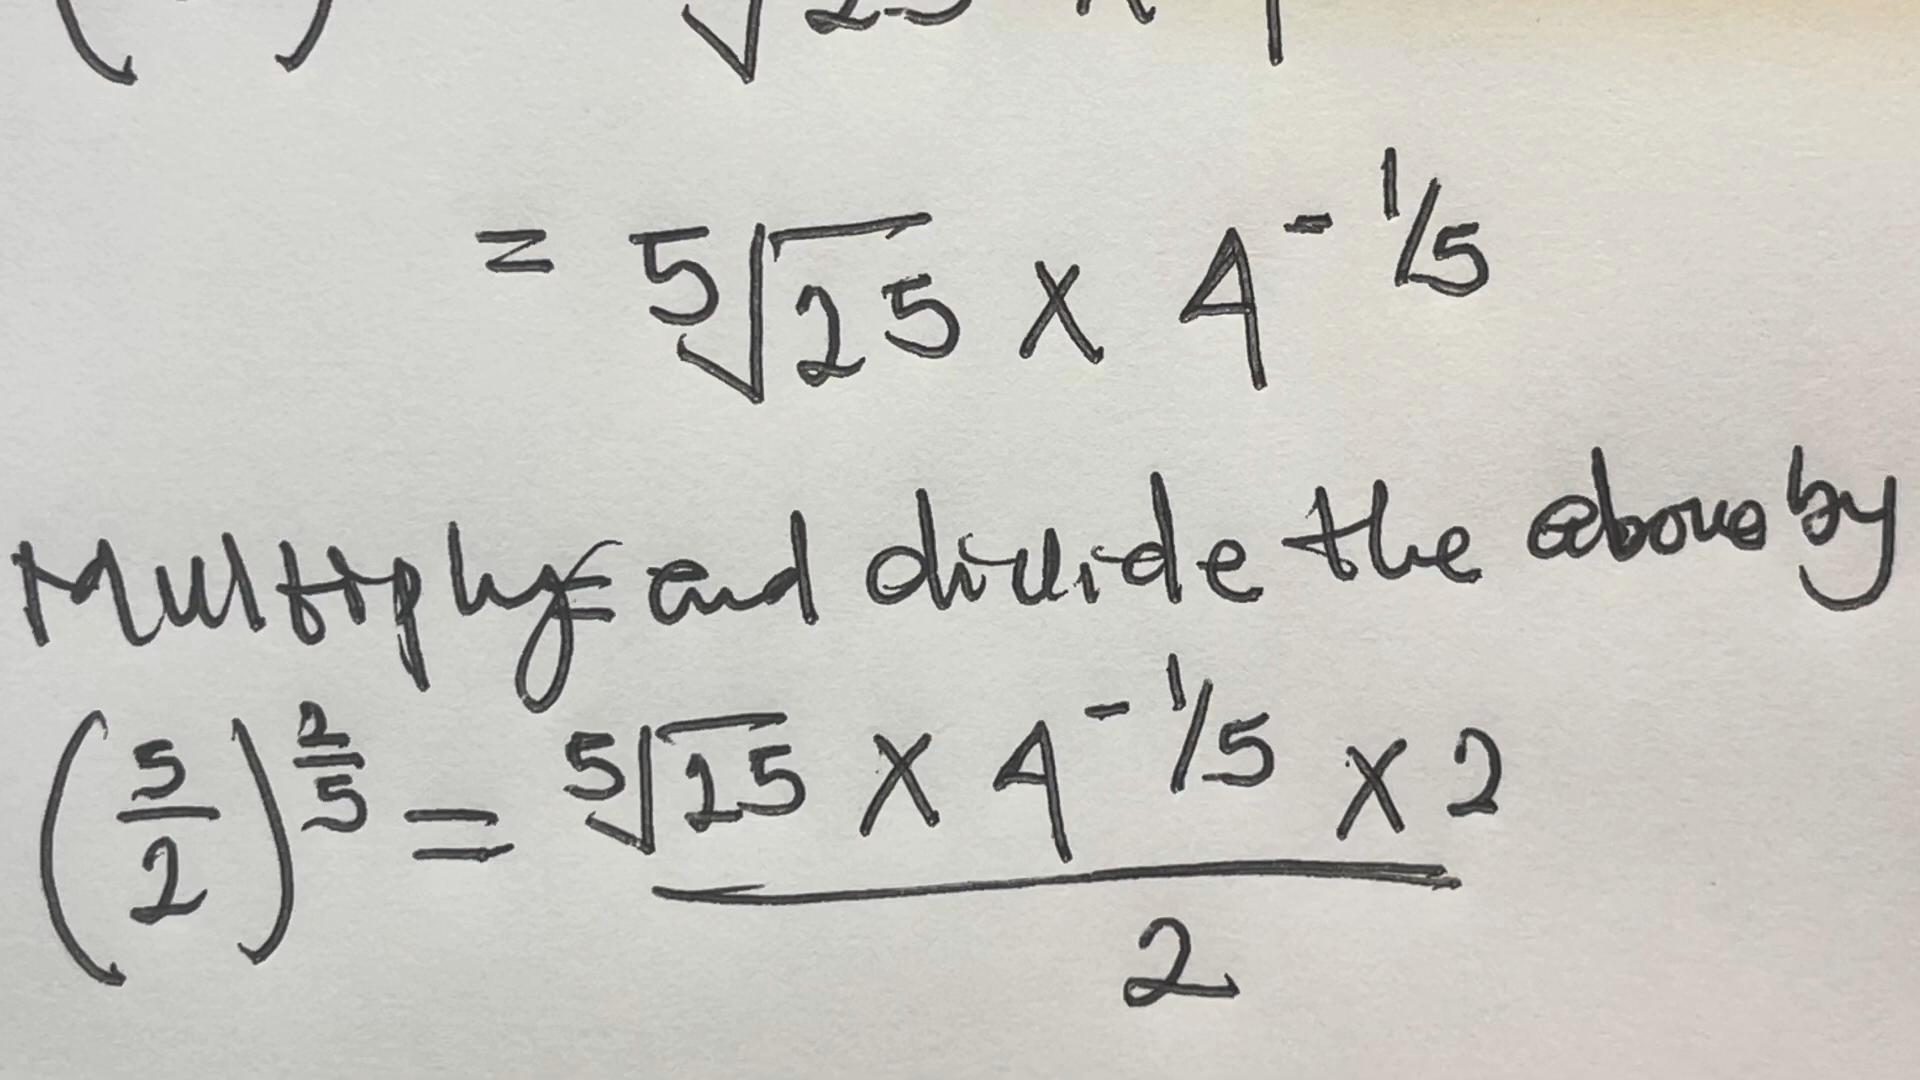 = ⁵√25 × 4^(-1/5)
Multiply and divide the above by
(5/2)^(2/5) = (⁵√25 × 4^(-1/5) × 2) / 2